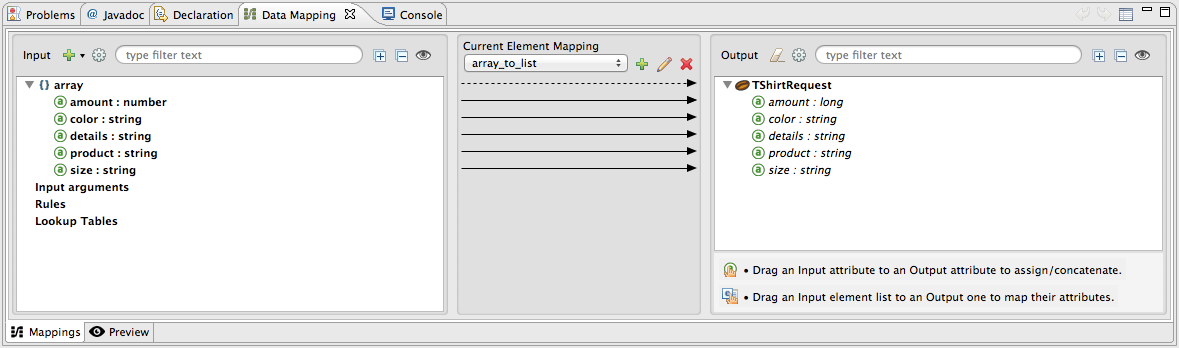 Problems @ Javadoc Declaration Data Mapping Console
Input type filter text
array
amount : number
color : string
details : string
product : string
size : string
Input arguments
Rules
Lookup Tables
Current Element Mapping
array_to_list
Output type filter text
TShirtRequest
amount : long
color : string
details : string
product : string
size : string
• Drag an Input attribute to an Output attribute to assign/concatenate.
• Drag an Input element list to an Output one to map their attributes.
Mappings Preview